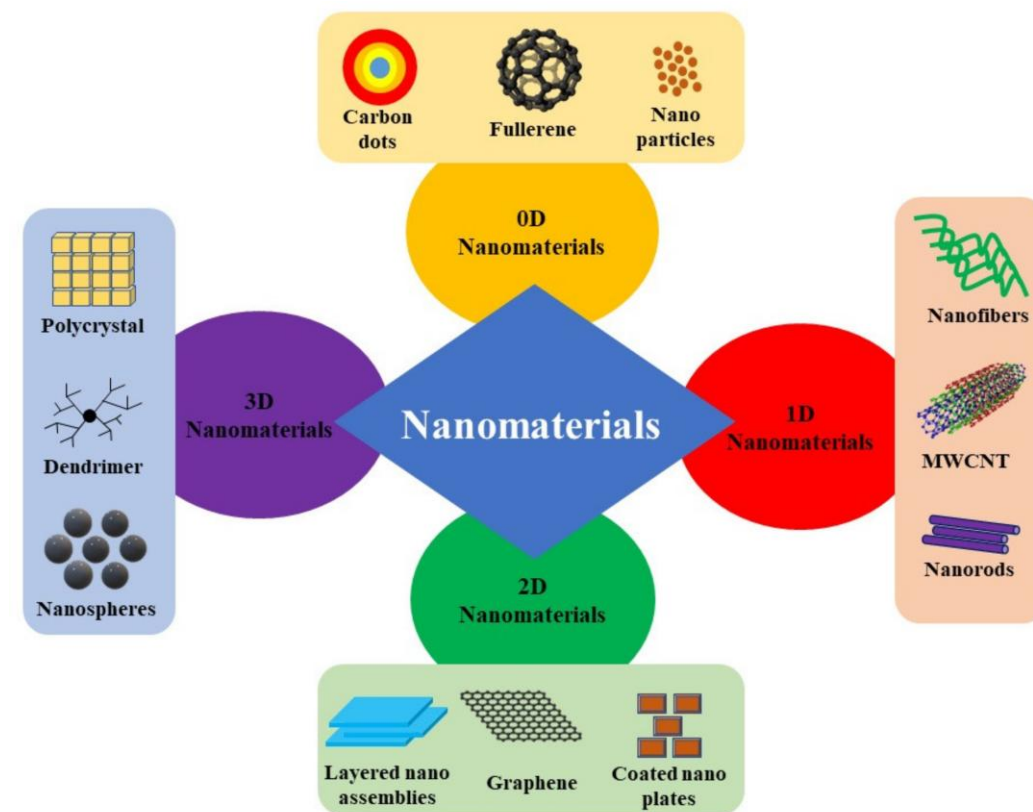 Carbon
dots
Fullerene
Nano
particles
0D
Nanomaterials
Polycrystal
Dendrimer
Nanospheres
3D
Nanomaterials
Nanomaterials
1D
Nanomaterials
Nanofibers
MWCNT
Nanorods
2D
Nanomaterials
Layered nano
assemblies
Graphene
Coated nano
plates